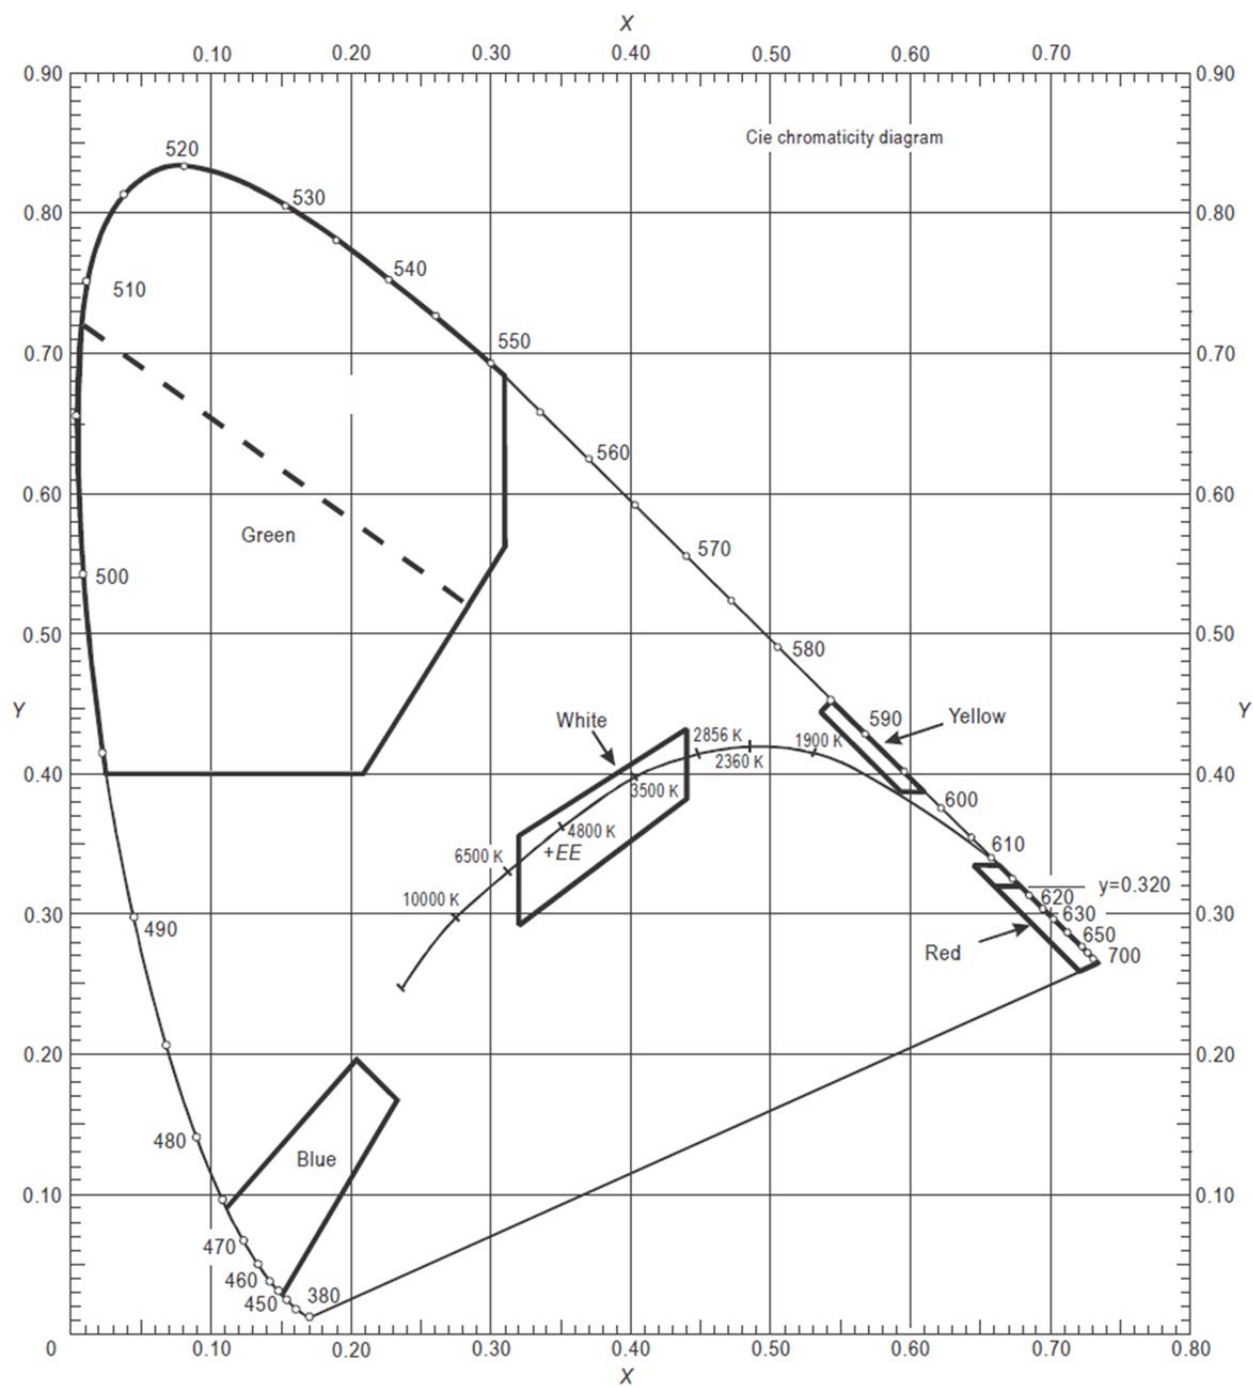 X
0.10 0.20 0.30 0.40 0.50 0.60 0.70
0.90 0.90
Cie chromaticity diagram
520
530
0.80 0.80
540
510
550
0.70 0.70
560
0.60 0.60
Green
570
500
0.50 0.50
580
Y Y
White 590 Yellow
2856 K
1900 K
2360 K
0.40 0.40
3500 K
600
4800 K
610
6500 K +EE
y=0.320
10000 K
620
0.30 630 0.30
490
650
Red 700
0.20 0.20
480
Blue
0.10 0.10
470
460
450 380
0 0.10 0.20 0.30 0.40 0.50 0.60 0.70 0.80
X